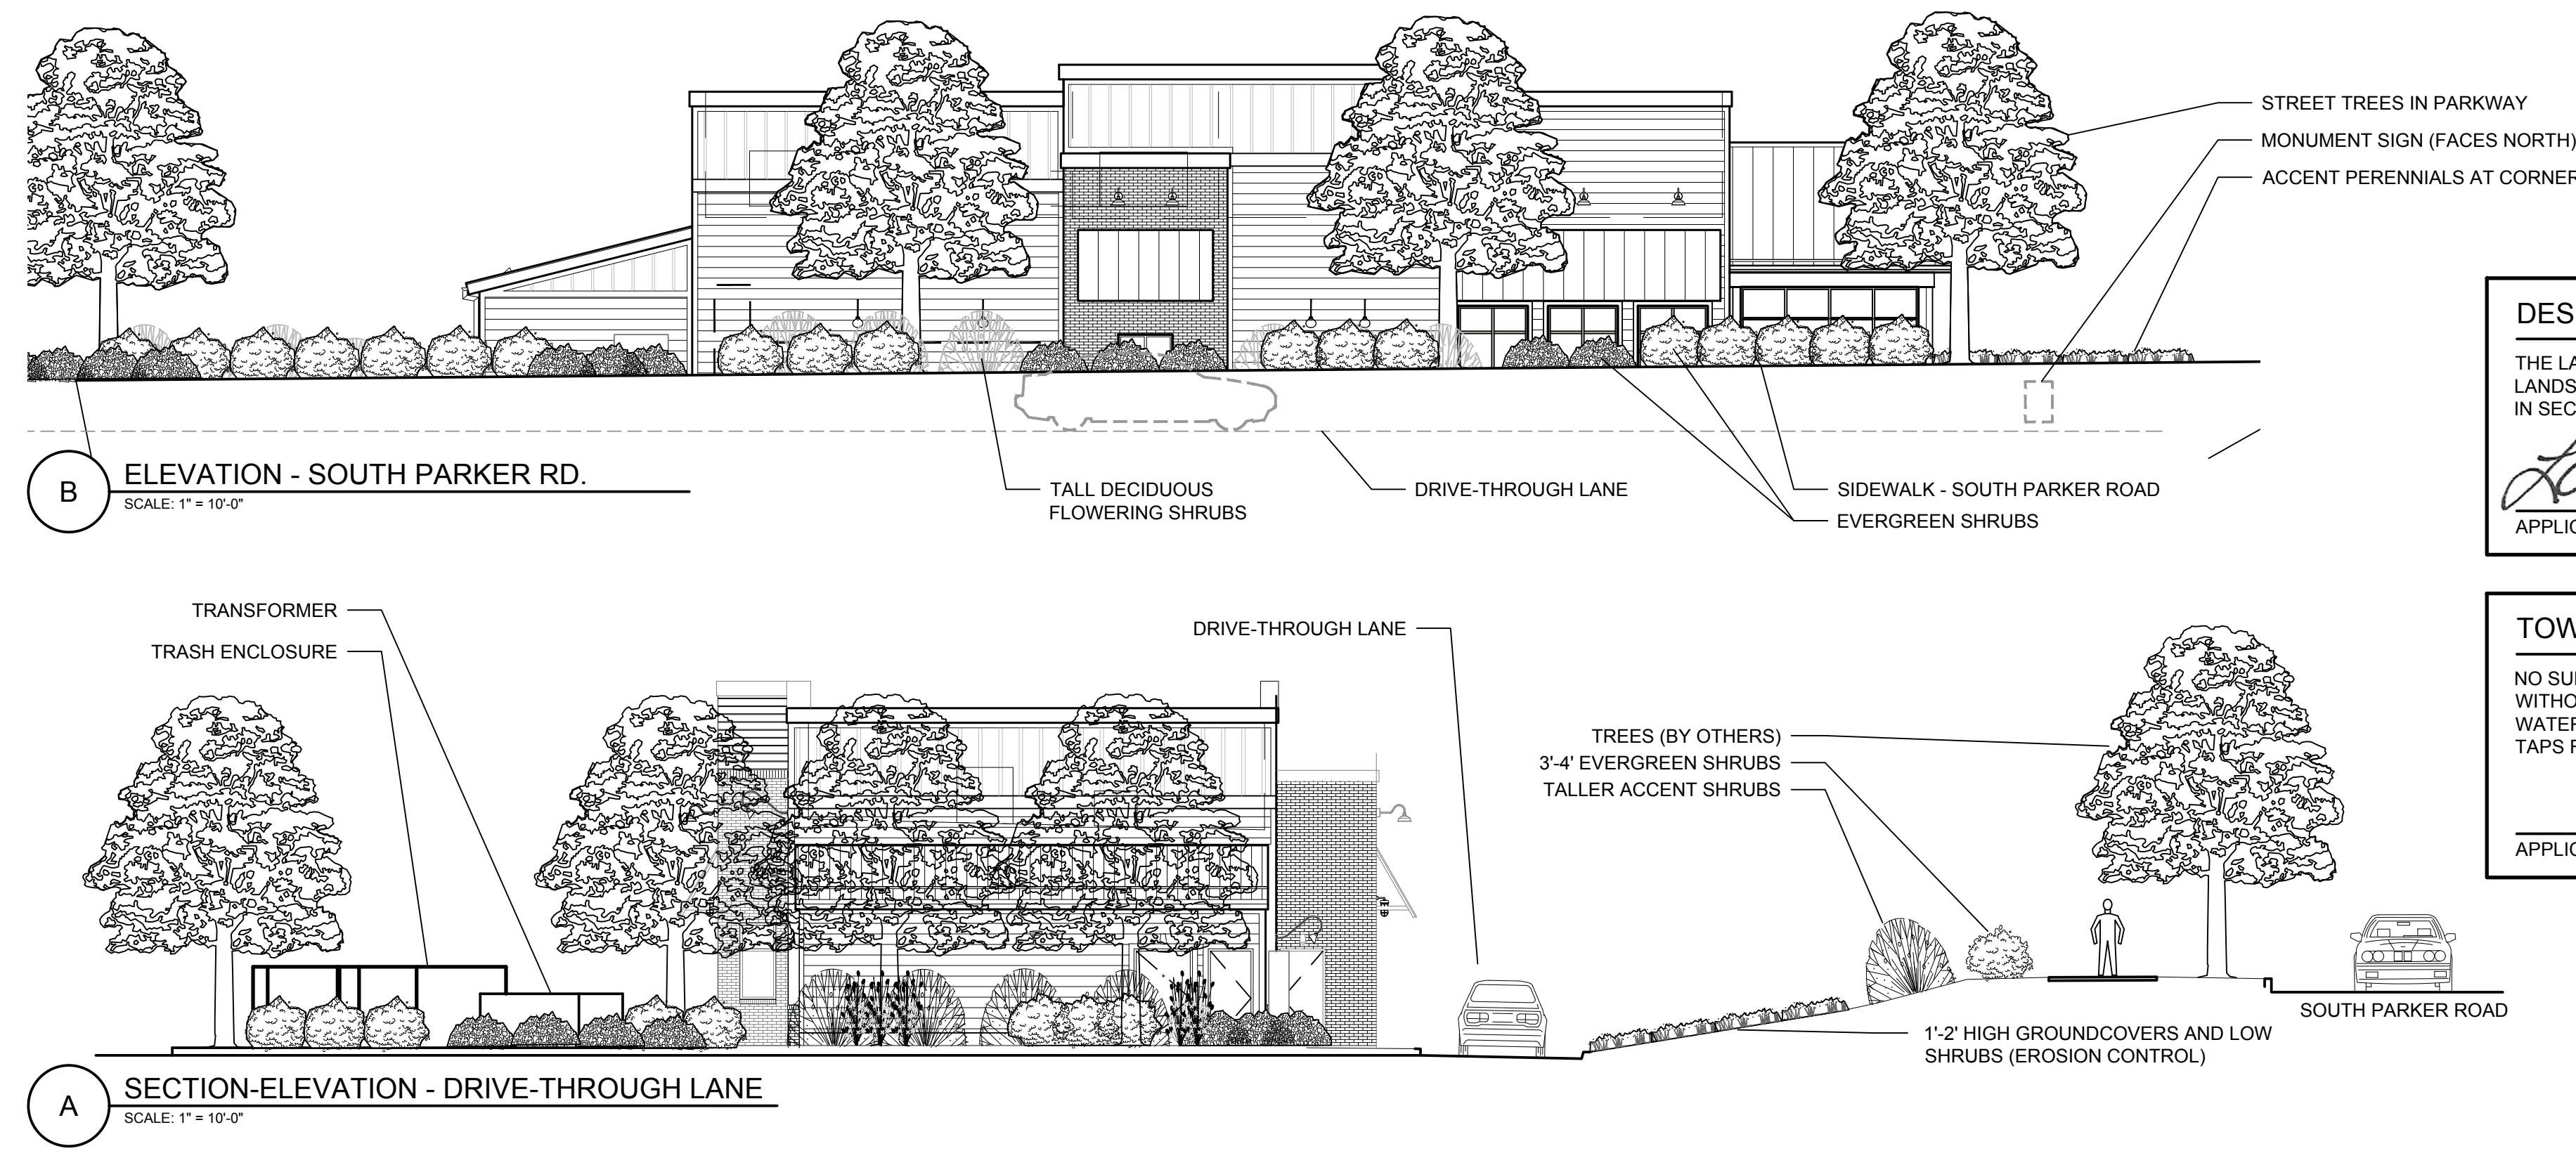 STREET TREES IN PARKWAY
MONUMENT SIGN (FACES NORTH)
ACCENT PERENNIALS AT CORNER
B
ELEVATION - SOUTH PARKER RD.
SCALE: 1" = 10'-0"
TALL DECIDUOUS
FLOWERING SHRUBS
DRIVE-THROUGH LANE
SIDEWALK - SOUTH PARKER ROAD
EVERGREEN SHRUBS
DES
THE LA
LANDS
IN SEC
APPLIC
TRANSFORMER
TRASH ENCLOSURE
DRIVE-THROUGH LANE
TREES (BY OTHERS)
3'-4' EVERGREEN SHRUBS
TALLER ACCENT SHRUBS
SOUTH PARKER ROAD
1'-2' HIGH GROUNDCOVERS AND LOW
SHRUBS (EROSION CONTROL)
A
SECTION-ELEVATION - DRIVE-THROUGH LANE
SCALE: 1" = 10'-0"
TOW
NO SU
WITHO
WATER
TAPS
APPLIC